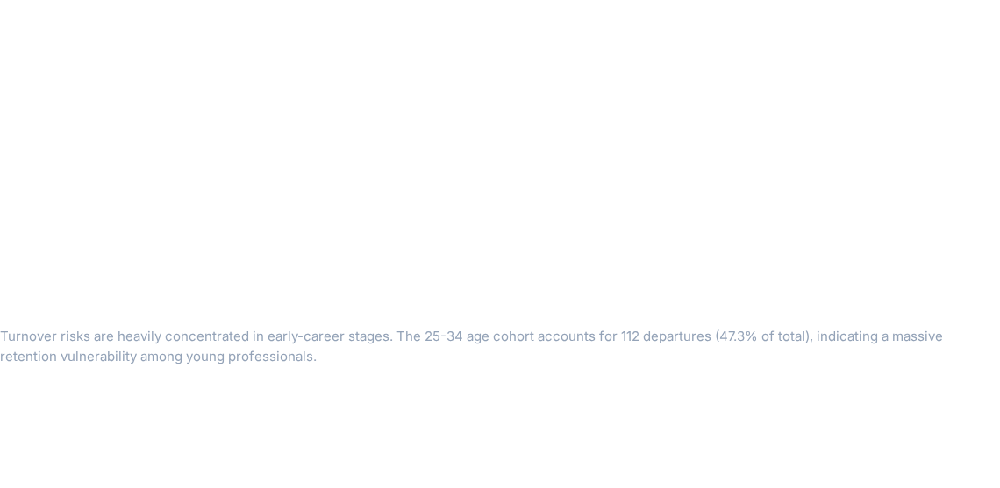 Turnover risks are heavily concentrated in early-career stages. The 25-34 age cohort accounts for 112 departures (47.3% of total), indicating a massive
retention vulnerability among young professionals.